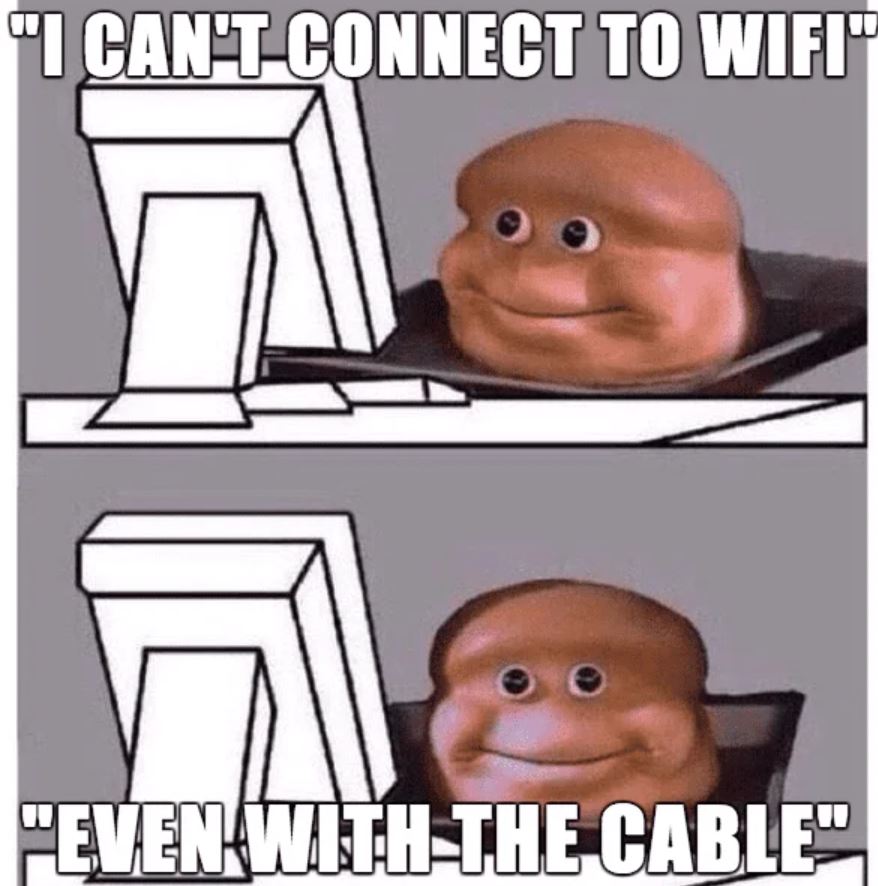 "I CAN'T CONNECT TO WIFI"
"EVEN WITH THE CABLE"